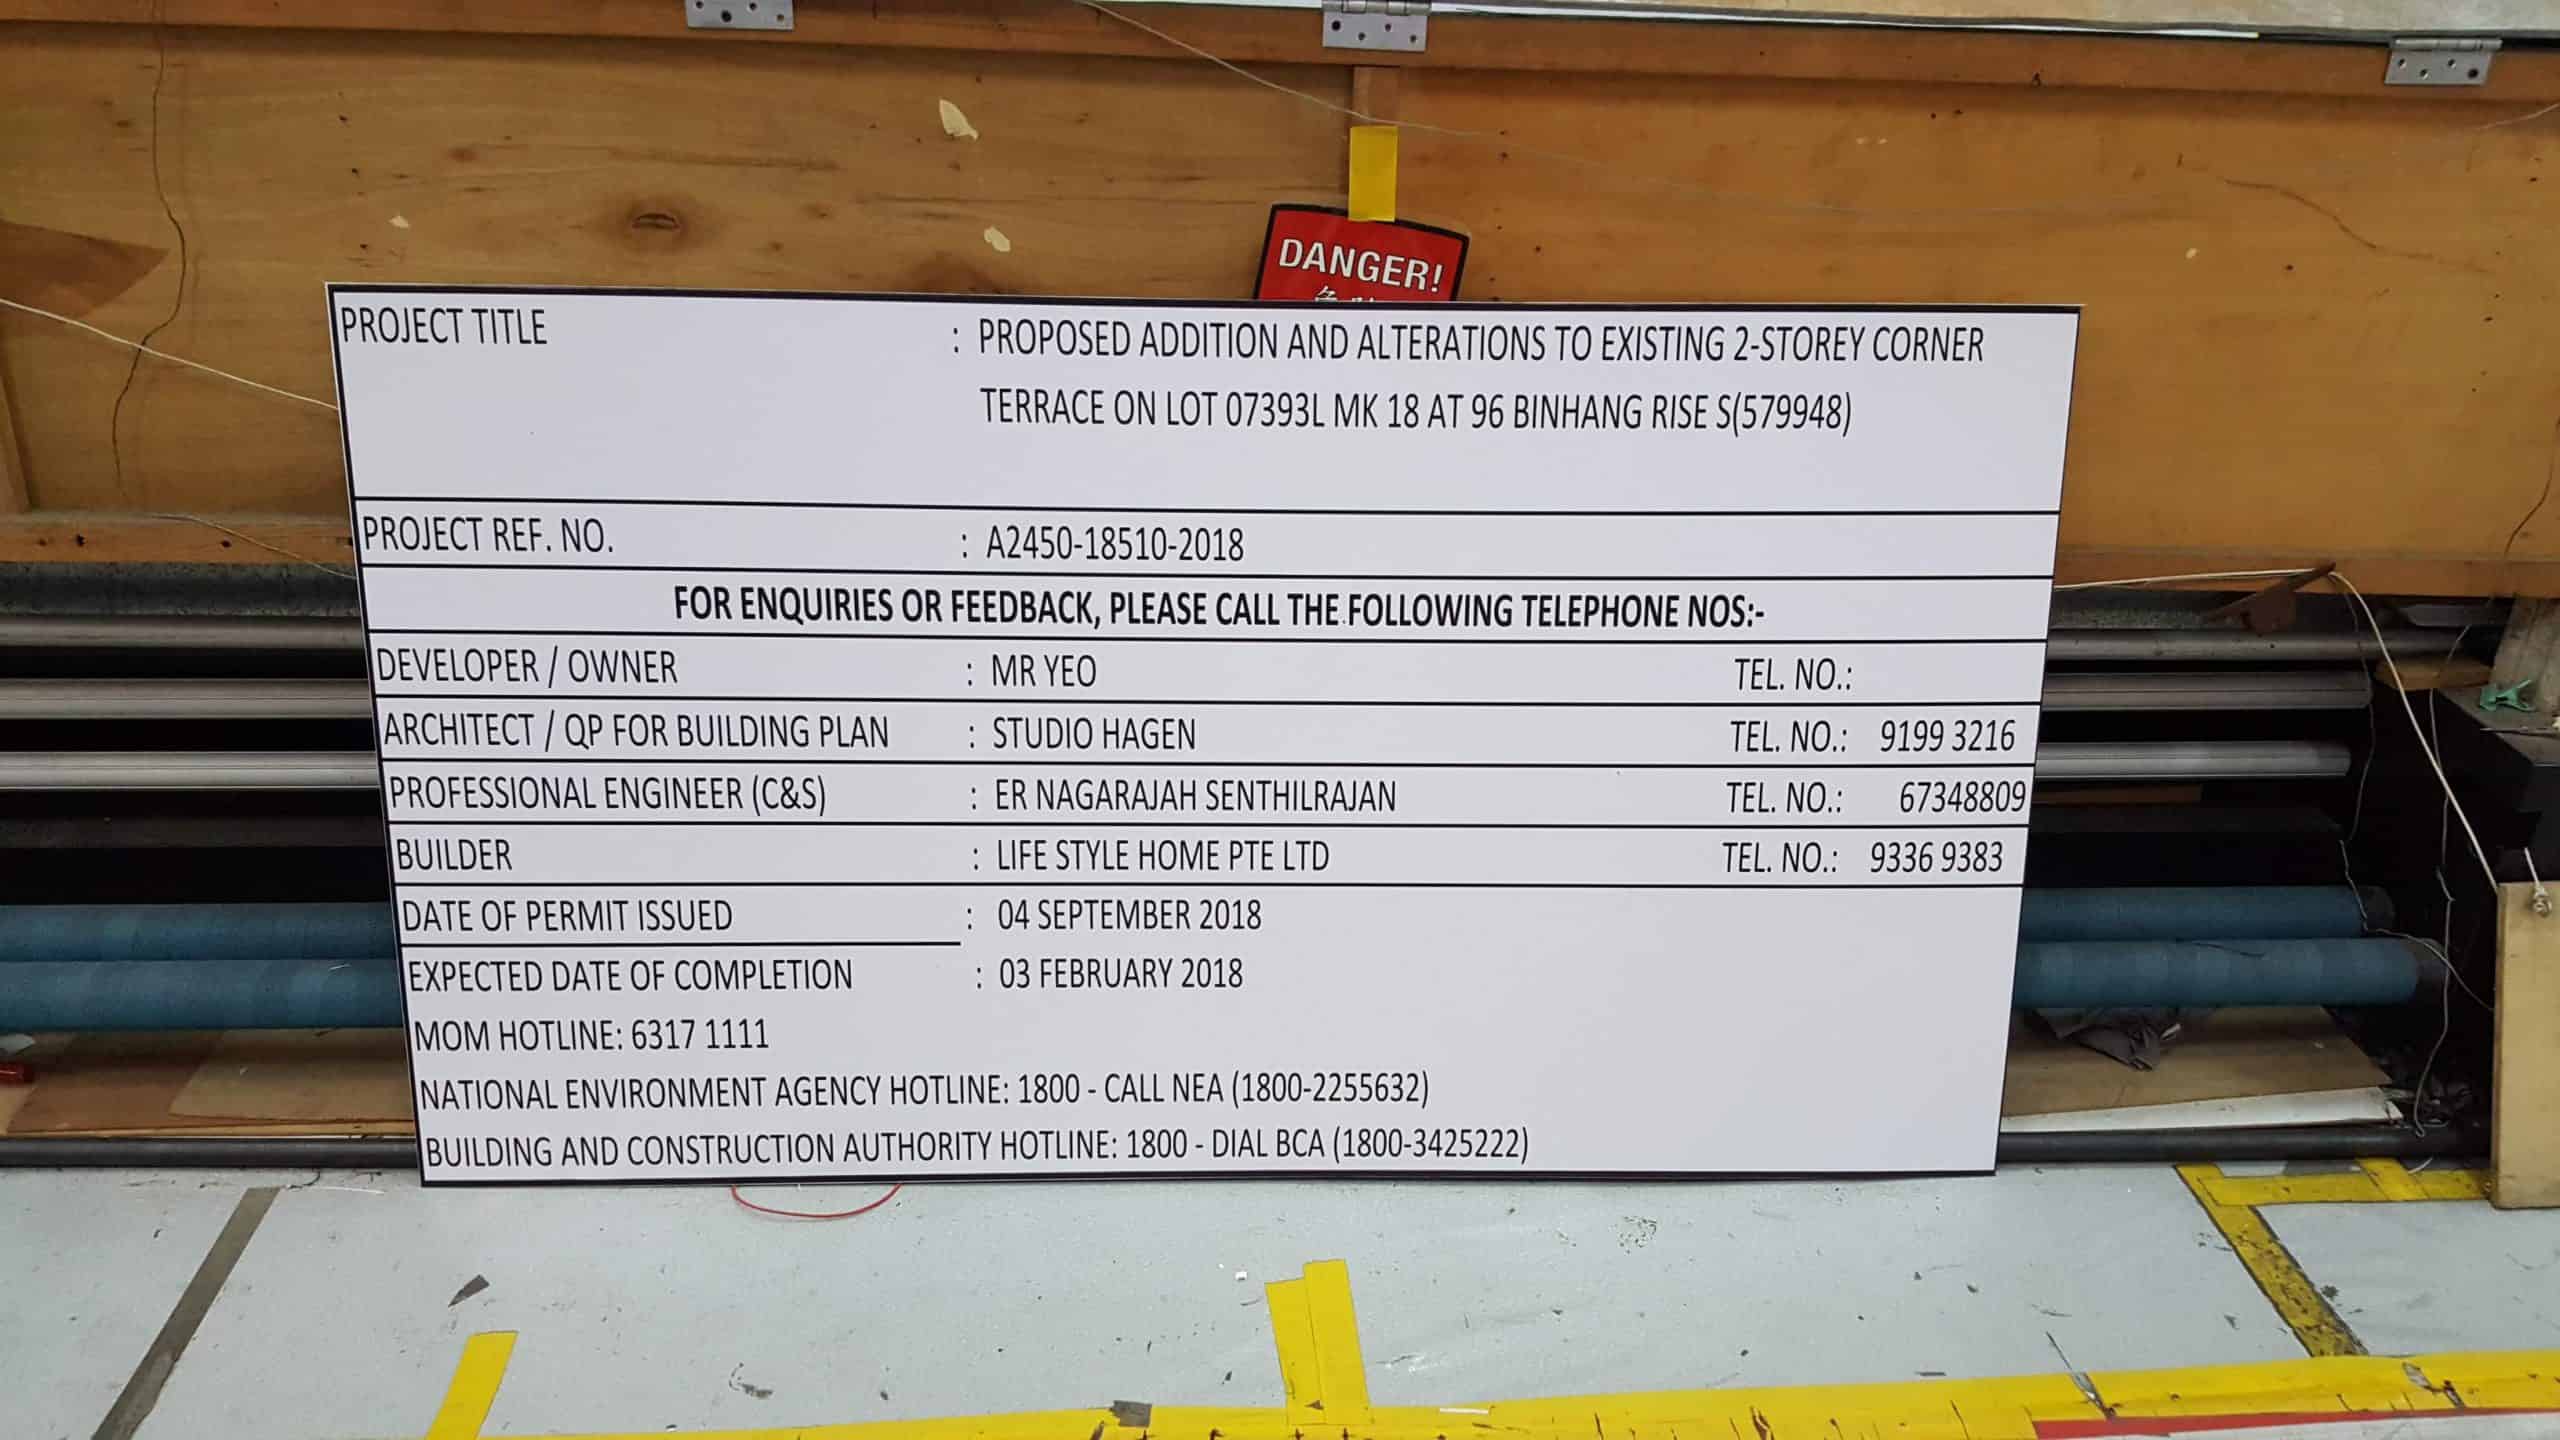 DANGER!
PROJECT TITLE : PROPOSED ADDITION AND ALTERATIONS TO EXISTING 2-STOREY CORNER
TERRACE ON LOT 07393L MK 18 AT 96 BINHANG RISE S(579948)
PROJECT REF. NO. : A2450-18510-2018
FOR ENQUIRIES OR FEEDBACK, PLEASE CALL THE FOLLOWING TELEPHONE NOS:-
DEVELOPER / OWNER : MR YEO TEL. NO.:
ARCHITECT / QP FOR BUILDING PLAN : STUDIO HAGEN TEL. NO.: 9199 3216
PROFESSIONAL ENGINEER (C&S) : ER NAGARAJAH SENTHILRAJAN TEL. NO.: 67348809
BUILDER : LIFE STYLE HOME PTE LTD TEL. NO.: 9336 9383
DATE OF PERMIT ISSUED : 04 SEPTEMBER 2018
EXPECTED DATE OF COMPLETION : 03 FEBRUARY 2018
MOM HOTLINE: 6317 1111
NATIONAL ENVIRONMENT AGENCY HOTLINE: 1800 - CALL NEA (1800-2255632)
BUILDING AND CONSTRUCTION AUTHORITY HOTLINE: 1800 - DIAL BCA (1800-3425222)